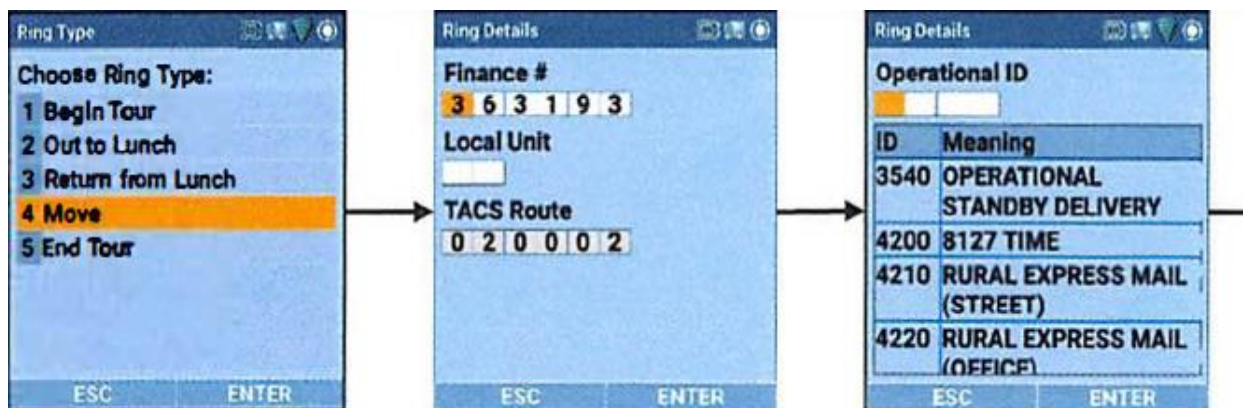 Ring Type
Choose Ring Type:
1 Begin Tour
2 Out to Lunch
3 Return from Lunch
4 Move
5 End Tour
ESC ENTER
Ring Details
Finance #
3 6 3 1 9 3
Local Unit
TACS Route
0 2 0 0 0 2
ESC ENTER
Ring Details
Operational ID
ID Meaning
3540 OPERATIONAL
STANDBY DELIVERY
4200 8127 TIME
4210 RURAL EXPRESS MAIL
(STREET)
4220 RURAL EXPRESS MAIL
(OFFICE)
ESC ENTER